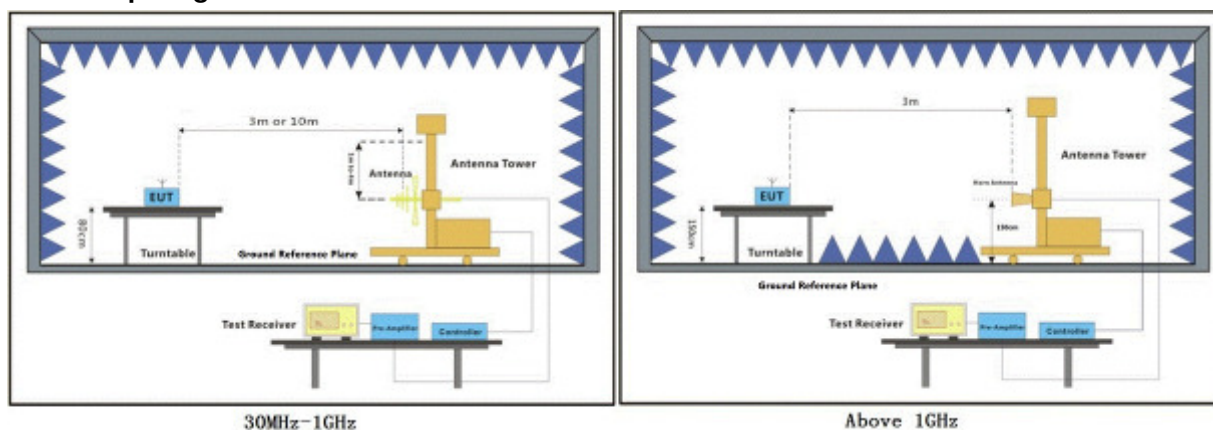 3m or 10m
1m to 4m
Antenna
Antenna Tower
EUT
80cm
Turntable
Ground Reference Plane
Test Receiver
Pre-Amplifier
Controller
30MHz-1GHz
3m
Antenna Tower
Horn Antenna
EUT
150cm
150cm
Turntable
Ground Reference Plane
Test Receiver
Pre-Amplifier
Controller
Above 1GHz